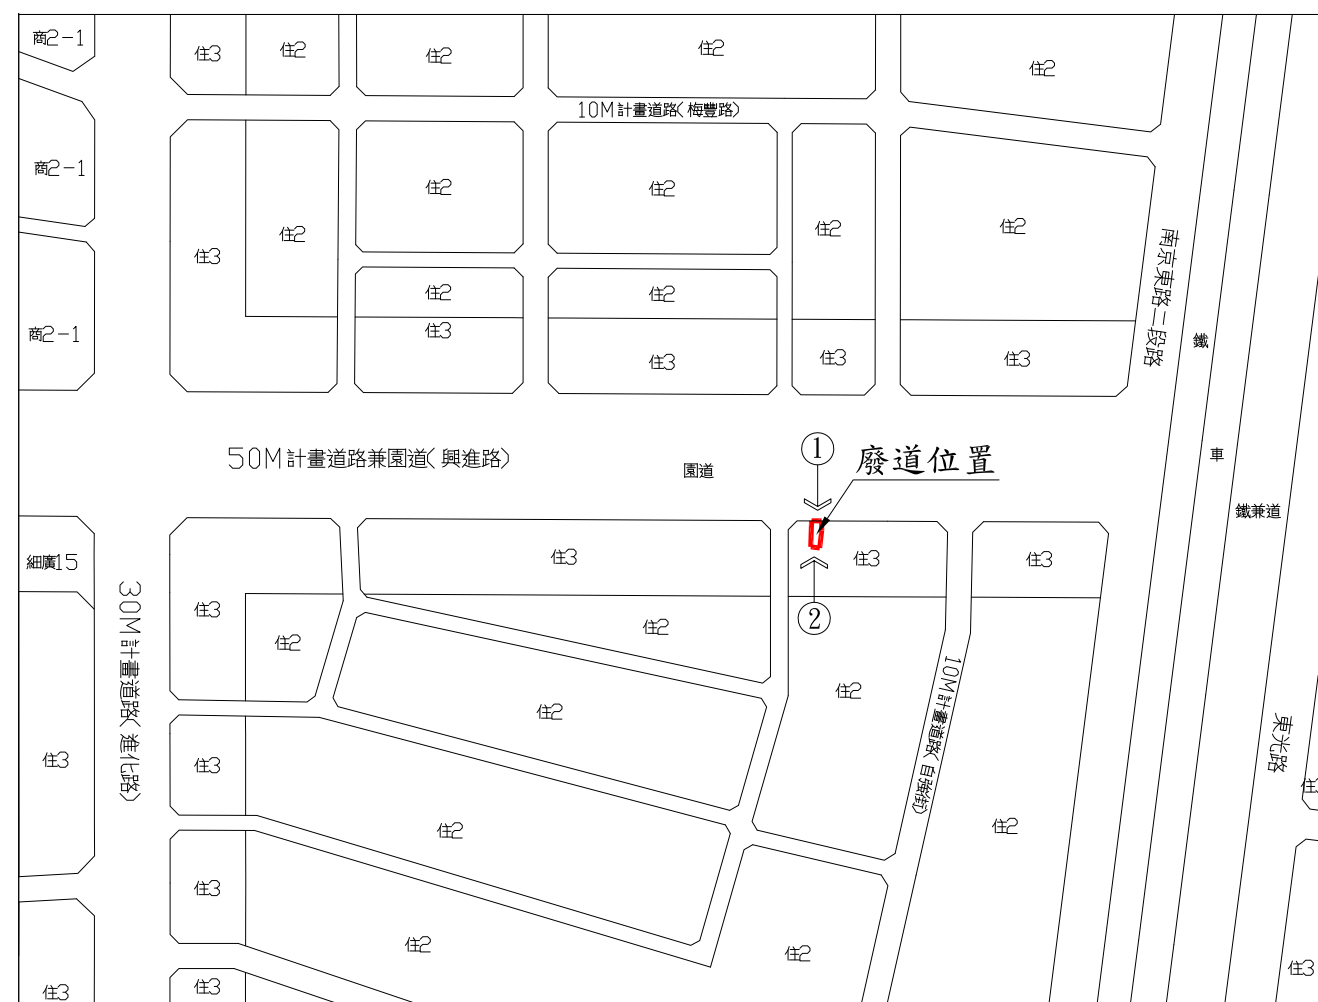 商2-1
住3
住2
住2
住2
住2
10M計畫道路(梅豐路)
商2-1
住3
住2
住2
住2
住2
住2
南京東路二段路
住2
住2
商2-1
住3
住3
住3
住3
鐵
車
鐵兼道
50M計畫道路兼園道(興進路)
園道
1
廢道位置
細廣15
住3
住3
住3
住3
2
30M計畫道路(進化路)
住2
住2
住2
住2
10M計畫道路(自強街)
東光路
住3
住3
住2
住2
住3
住2
住2
住3
住3
住3